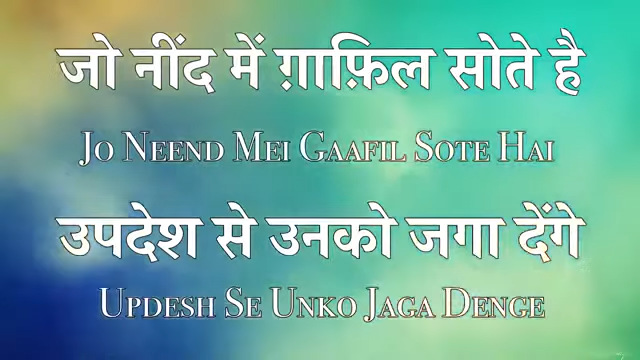 जो नींद में ग़ाफ़िल सोते है
Jo Neend Mei Gaafil Sote Hai
उपदेश से उनको जगा देंगे
Updesh Se Unko Jaga Denge